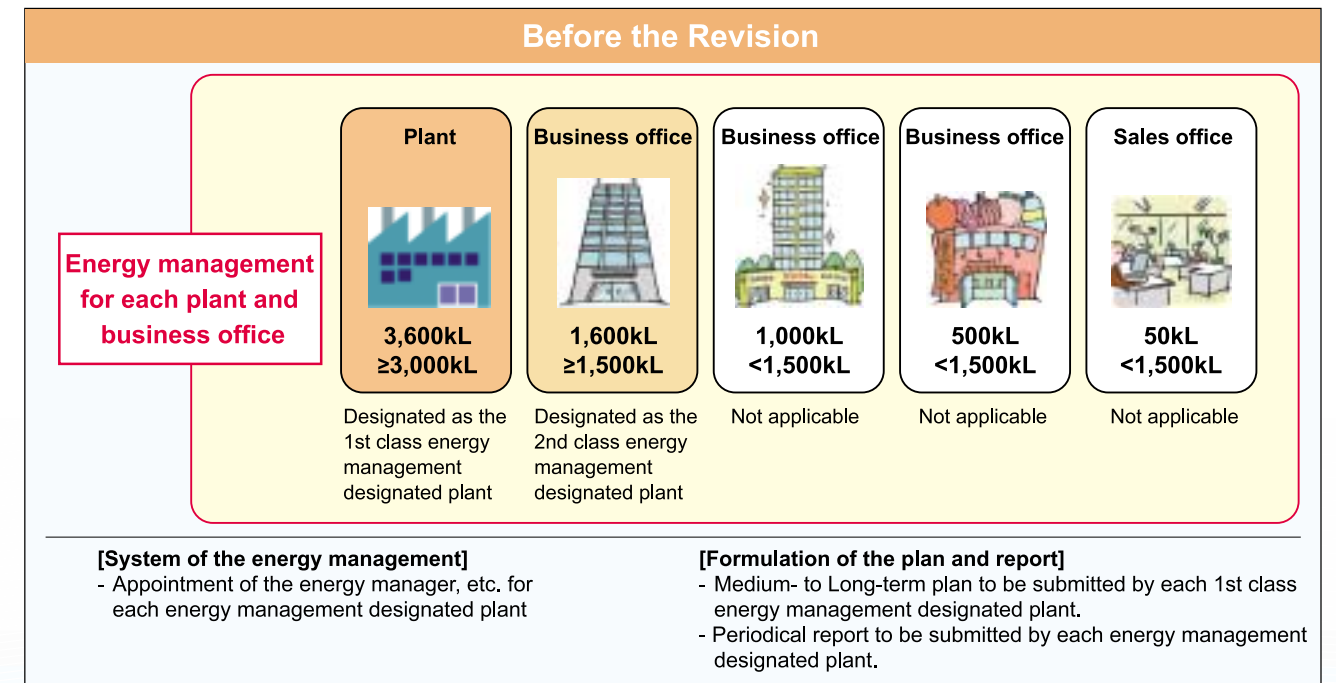 Before the Revision
Energy management
for each plant and
business office
Plant
3,600kL
≥3,000kL
Designated as the
1st class energy
management
designated plant
Business office
1,600kL
≥1,500kL
Designated as the
2nd class energy
management
designated plant
Business office
1,000kL
<1,500kL
Not applicable
Business office
500kL
<1,500kL
Not applicable
Sales office
50kL
<1,500kL
Not applicable
[System of the energy management]
- Appointment of the energy manager, etc. for
each energy management designated plant
[Formulation of the plan and report]
- Medium- to Long-term plan to be submitted by each 1st class
energy management designated plant.
- Periodical report to be submitted by each energy management
designated plant.